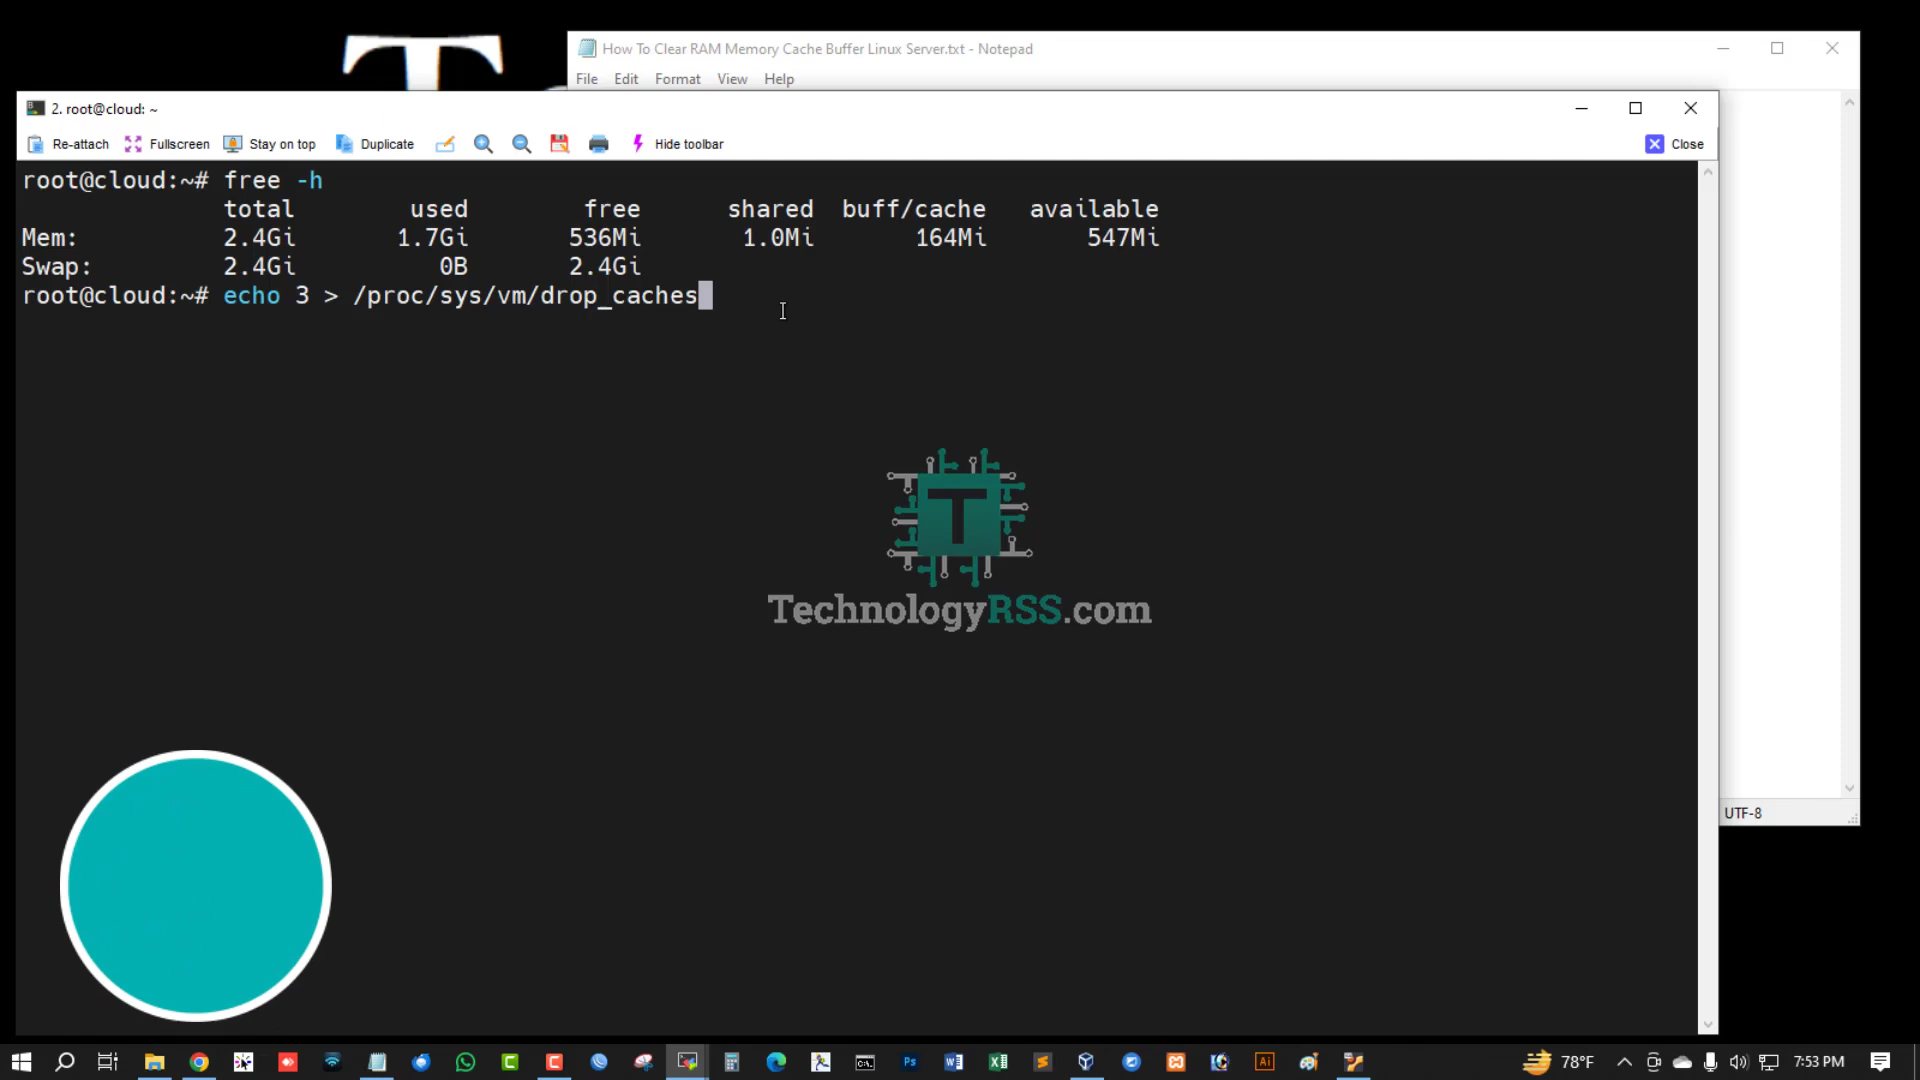 T
How To Clear RAM Memory Cache Buffer Linux Server.txt - Notepad
File Edit Format View Help
2. root@cloud: ~
Re-attach Fullscreen Stay on top Duplicate Hide toolbar Close
root@cloud:~# free -h
total used free shared buff/cache available
Mem: 2.4Gi 1.7Gi 536Mi 1.0Mi 164Mi 547Mi
Swap: 2.4Gi 0B 2.4Gi
root@cloud:~# echo 3 > /proc/sys/vm/drop_caches
T
TechnologyRSS.com
UTF-8
78°F 7:53 PM